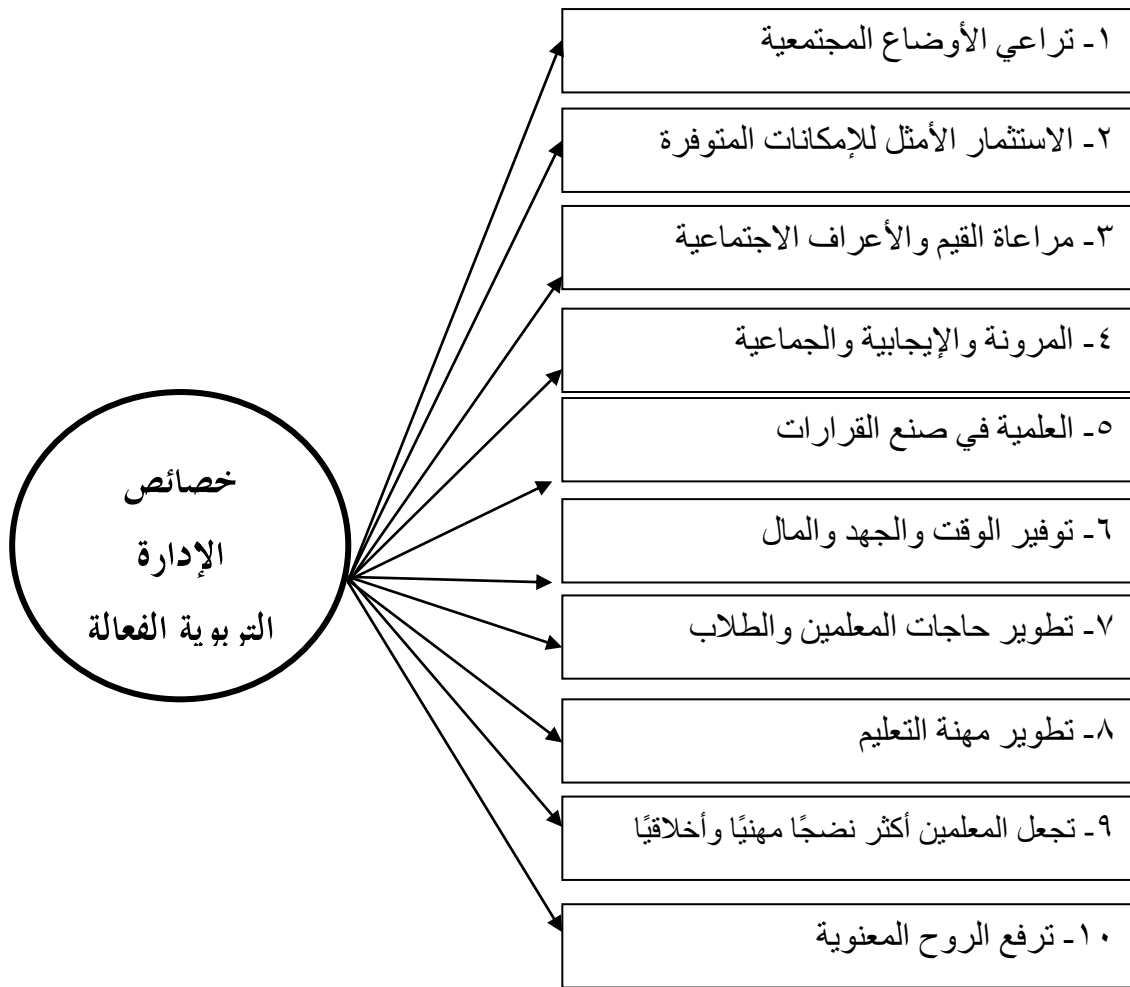 خصائص
الإدارة
التربوية الفعالة
١- تراعي الأوضاع المجتمعية
٢- الاستثمار الأمثل للإمكانات المتوفرة
٣- مراعاة القيم والأعراف الاجتماعية
٤- المرونة والإيجابية والجماعية
٥- العلمية في صنع القرارات
٦- توفير الوقت والجهد والمال
٧- تطوير حاجات المعلمين والطلاب
٨- تطوير مهنة التعليم
٩- تجعل المعلمين أكثر نضجًا مهنيًا وأخلاقيًا
١٠- ترفع الروح المعنوية